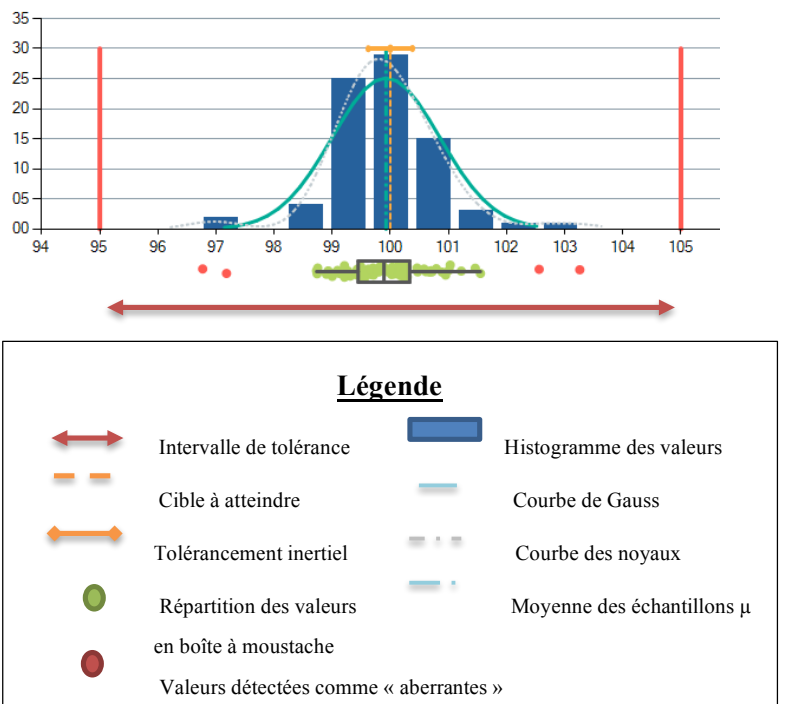 35
30
25
20
15
10
05
00
94 95 96 97 98 99 100 101 102 103 104 105
Légende
Intervalle de tolérance
Histogramme des valeurs
Cible à atteindre
Courbe de Gauss
Tolérancement inertiel
Courbe des noyaux
Répartition des valeurs
Moyenne des échantillons µ
en boîte à moustache
Valeurs détectées comme « aberrantes »